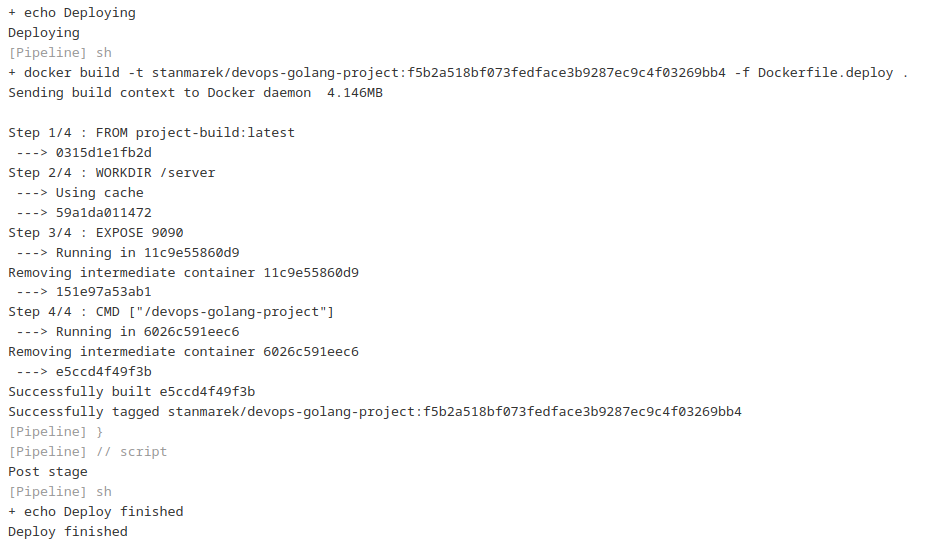 + echo Deploying
Deploying
[Pipeline] sh
+ docker build -t stanmarek/devops-golang-project:f5b2a518bf073fedface3b9287ec9c4f03269bb4 -f Dockerfile.deploy .
Sending build context to Docker daemon  4.146MB
Step 1/4 : FROM project-build:latest
 ---> 0315d1e1fb2d
Step 2/4 : WORKDIR /server
 ---> Using cache
 ---> 59a1da011472
Step 3/4 : EXPOSE 9090
 ---> Running in 11c9e55860d9
Removing intermediate container 11c9e55860d9
 ---> 151e97a53ab1
Step 4/4 : CMD ["/devops-golang-project"]
 ---> Running in 6026c591eec6
Removing intermediate container 6026c591eec6
 ---> e5ccd4f49f3b
Successfully built e5ccd4f49f3b
Successfully tagged stanmarek/devops-golang-project:f5b2a518bf073fedface3b9287ec9c4f03269bb4
[Pipeline] }
[Pipeline] // script
Post stage
[Pipeline] sh
+ echo Deploy finished
Deploy finished